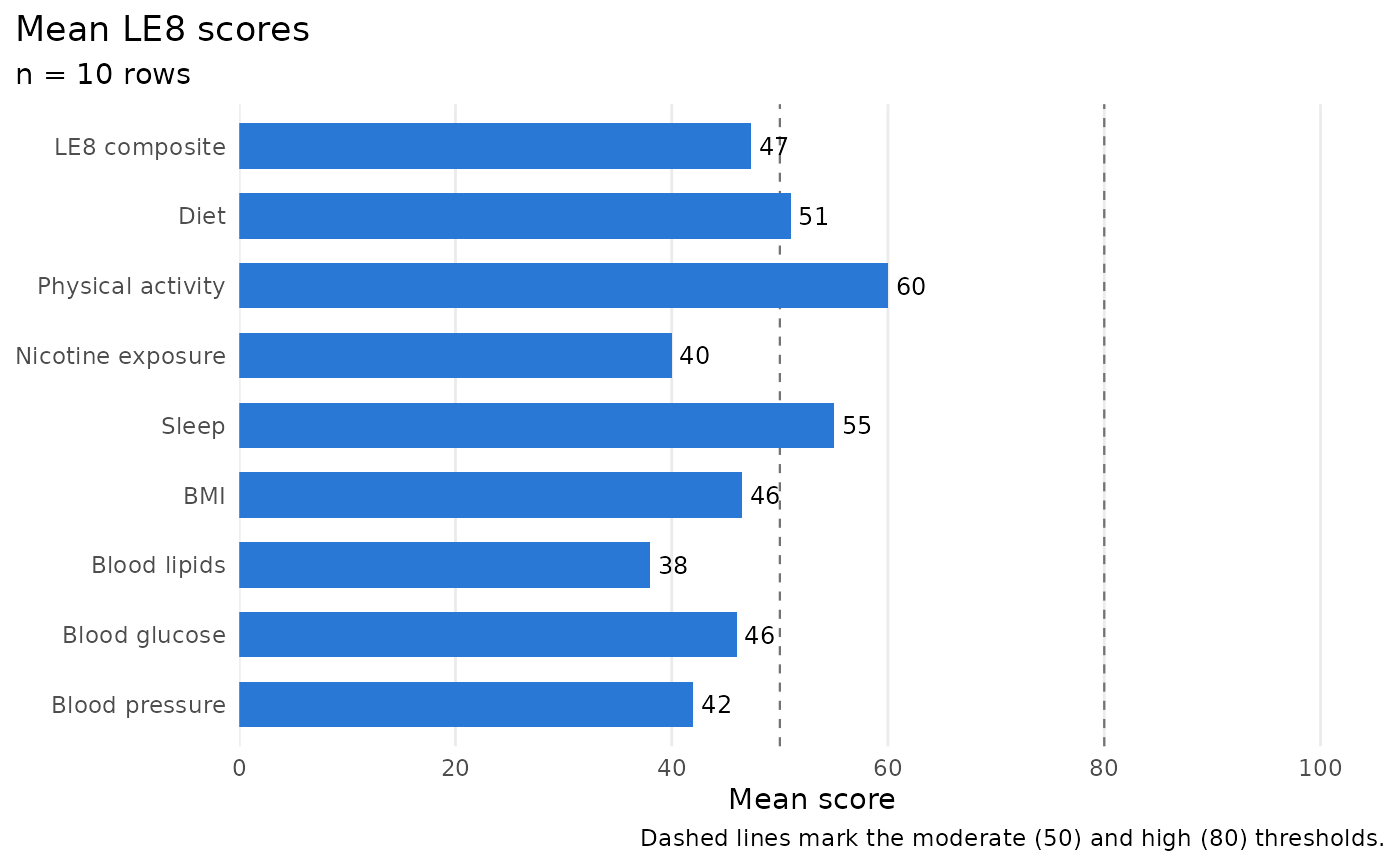 Mean LE8 scores
n = 10 rows
LE8 composite 47
Diet 51
Physical activity 60
Nicotine exposure 40
Sleep 55
BMI 46
Blood lipids 38
Blood glucose 46
Blood pressure 42
0 20 40 60 80 100
Mean score
Dashed lines mark the moderate (50) and high (80) thresholds.